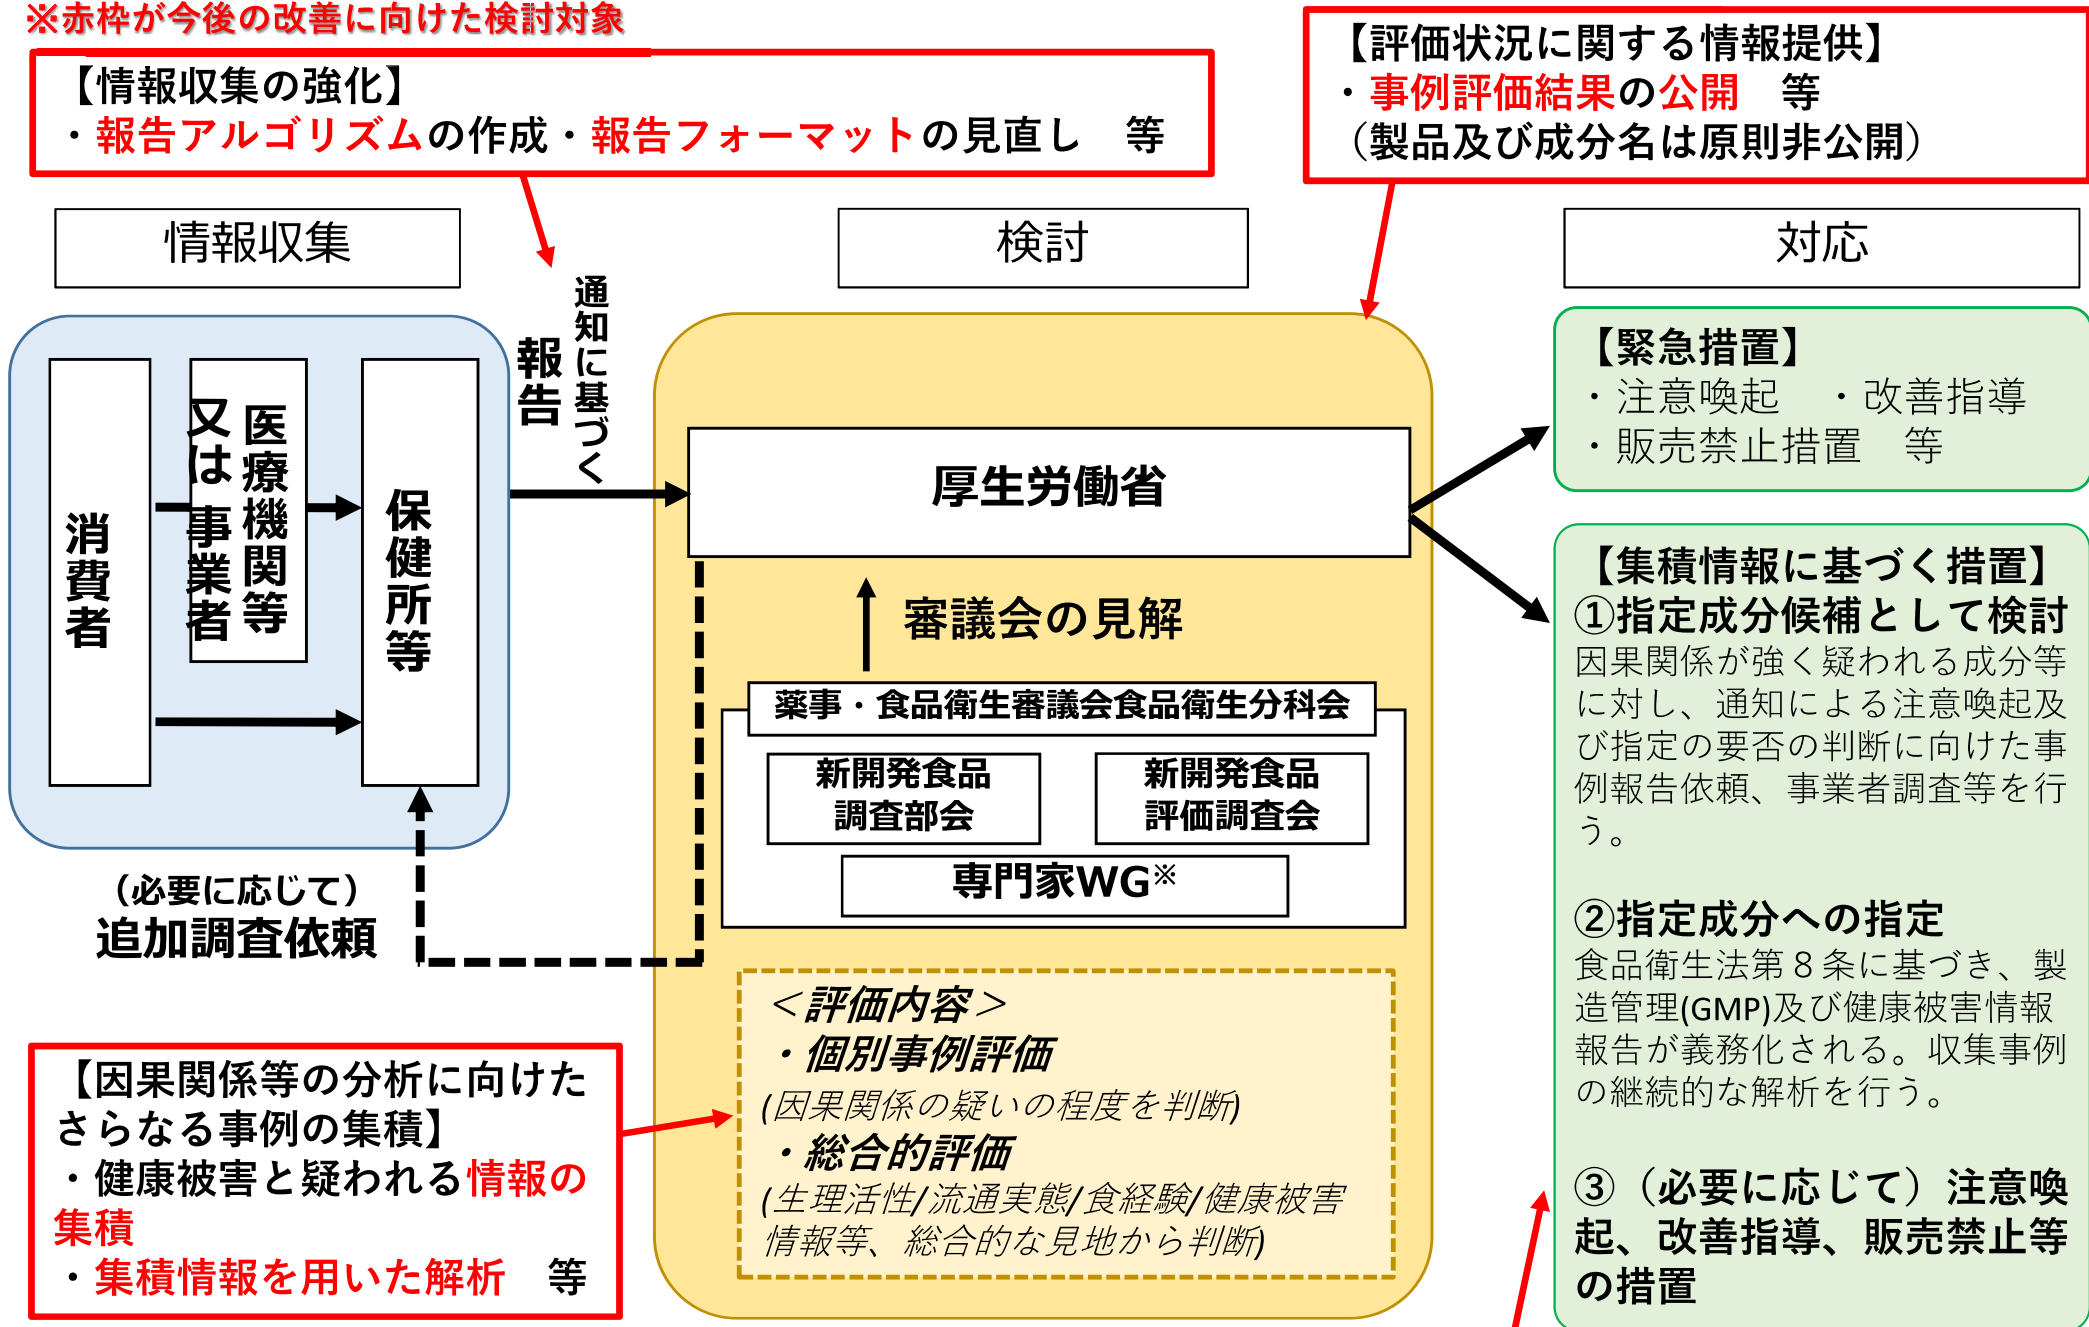 ※赤枠が今後の改善に向けた検討対象
【情報収集の強化】
・報告アルゴリズムの作成・報告フォーマットの見直し　等
【評価状況に関する情報提供】
・事例評価結果の公開　等
（製品及び成分名は原則非公開）
情報収集
検討
対応
消費者
医療機関等
又は事業者
保健所等
通知に基づく
報告
（必要に応じて）
追加調査依頼
厚生労働省
審議会の見解
薬事・食品衛生審議会食品衛生分科会
新開発食品
調査部会
新開発食品
評価調査会
専門家WG※
＜評価内容＞
・個別事例評価
(因果関係の疑いの程度を判断)
・総合的評価
(生理活性/流通実態/食経験/健康被害
情報等、総合的な見地から判断)
【因果関係等の分析に向けた
さらなる事例の集積】
・健康被害と疑われる情報の
集積
・集積情報を用いた解析　等
【緊急措置】
・注意喚起　・改善指導
・販売禁止措置　等
【集積情報に基づく措置】
①指定成分候補として検討
因果関係が強く疑われる成分等
に対し、通知による注意喚起及
び指定の要否の判断に向けた事
例報告依頼、事業者調査等を行
う。
②指定成分への指定
食品衛生法第８条に基づき、製
造管理(GMP)及び健康被害情報
報告が義務化される。収集事例
の継続的な解析を行う。
③（必要に応じて）注意喚
起、改善指導、販売禁止等
の措置